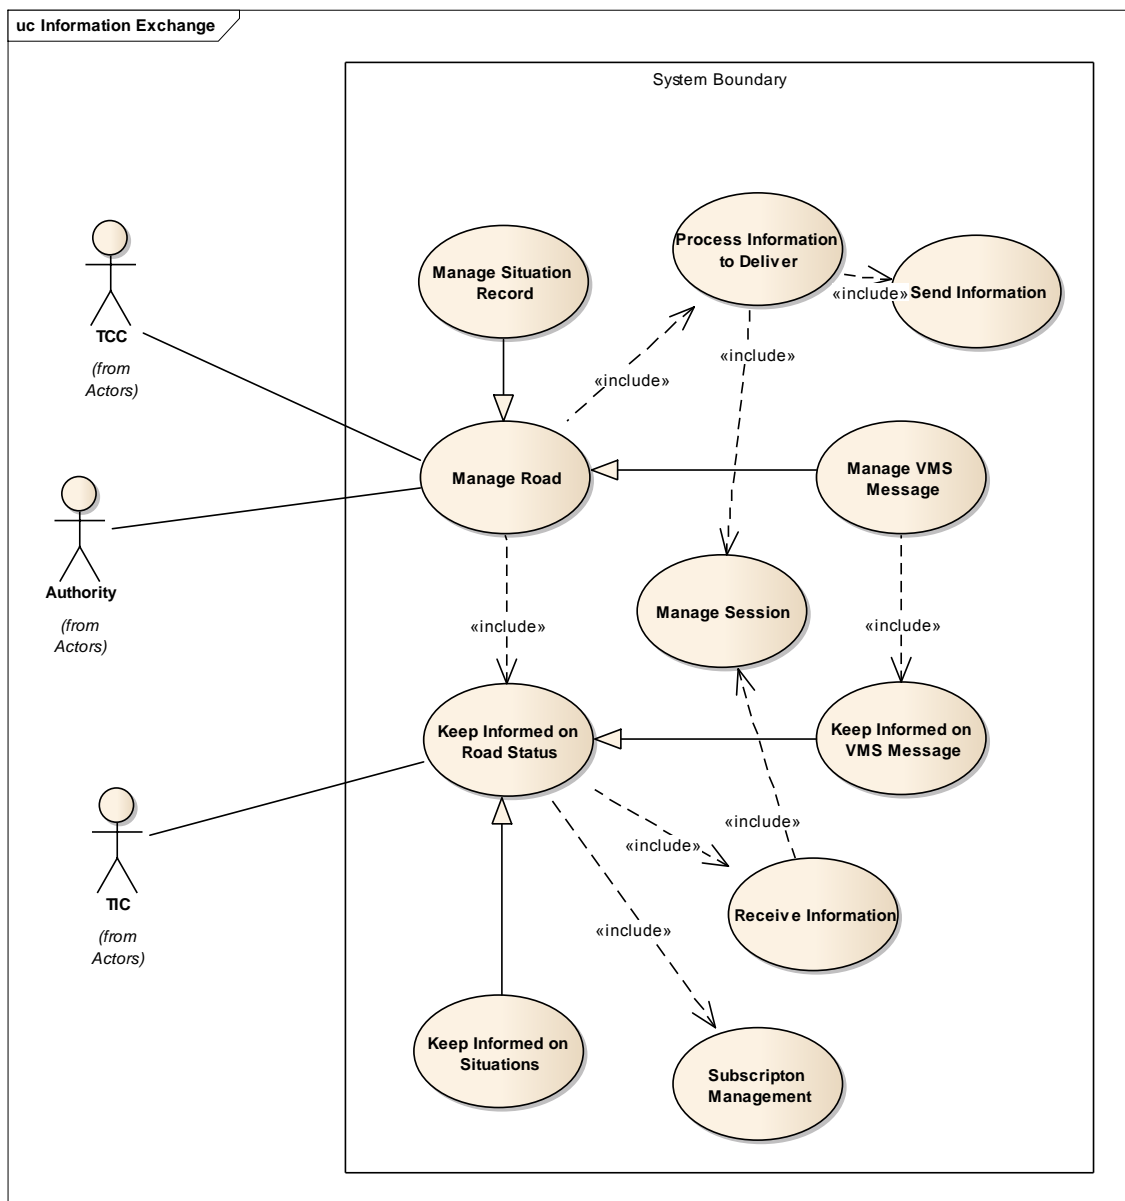 uc Information Exchange
System Boundary
Process Information
to Deliver
Manage Situation
Record
«include»
Send Information
TCC
(from
Actors)
«include»
«include»
Manage Road
Manage VMS
Message
Authority
(from
Actors)
Manage Session
«include»
«include»
Keep Informed on
Road Status
Keep Informed on
VMS Message
«include»
«include»
TIC
(from
Actors)
Receive Information
«include»
Keep Informed on
Situations
Subscripton
Management